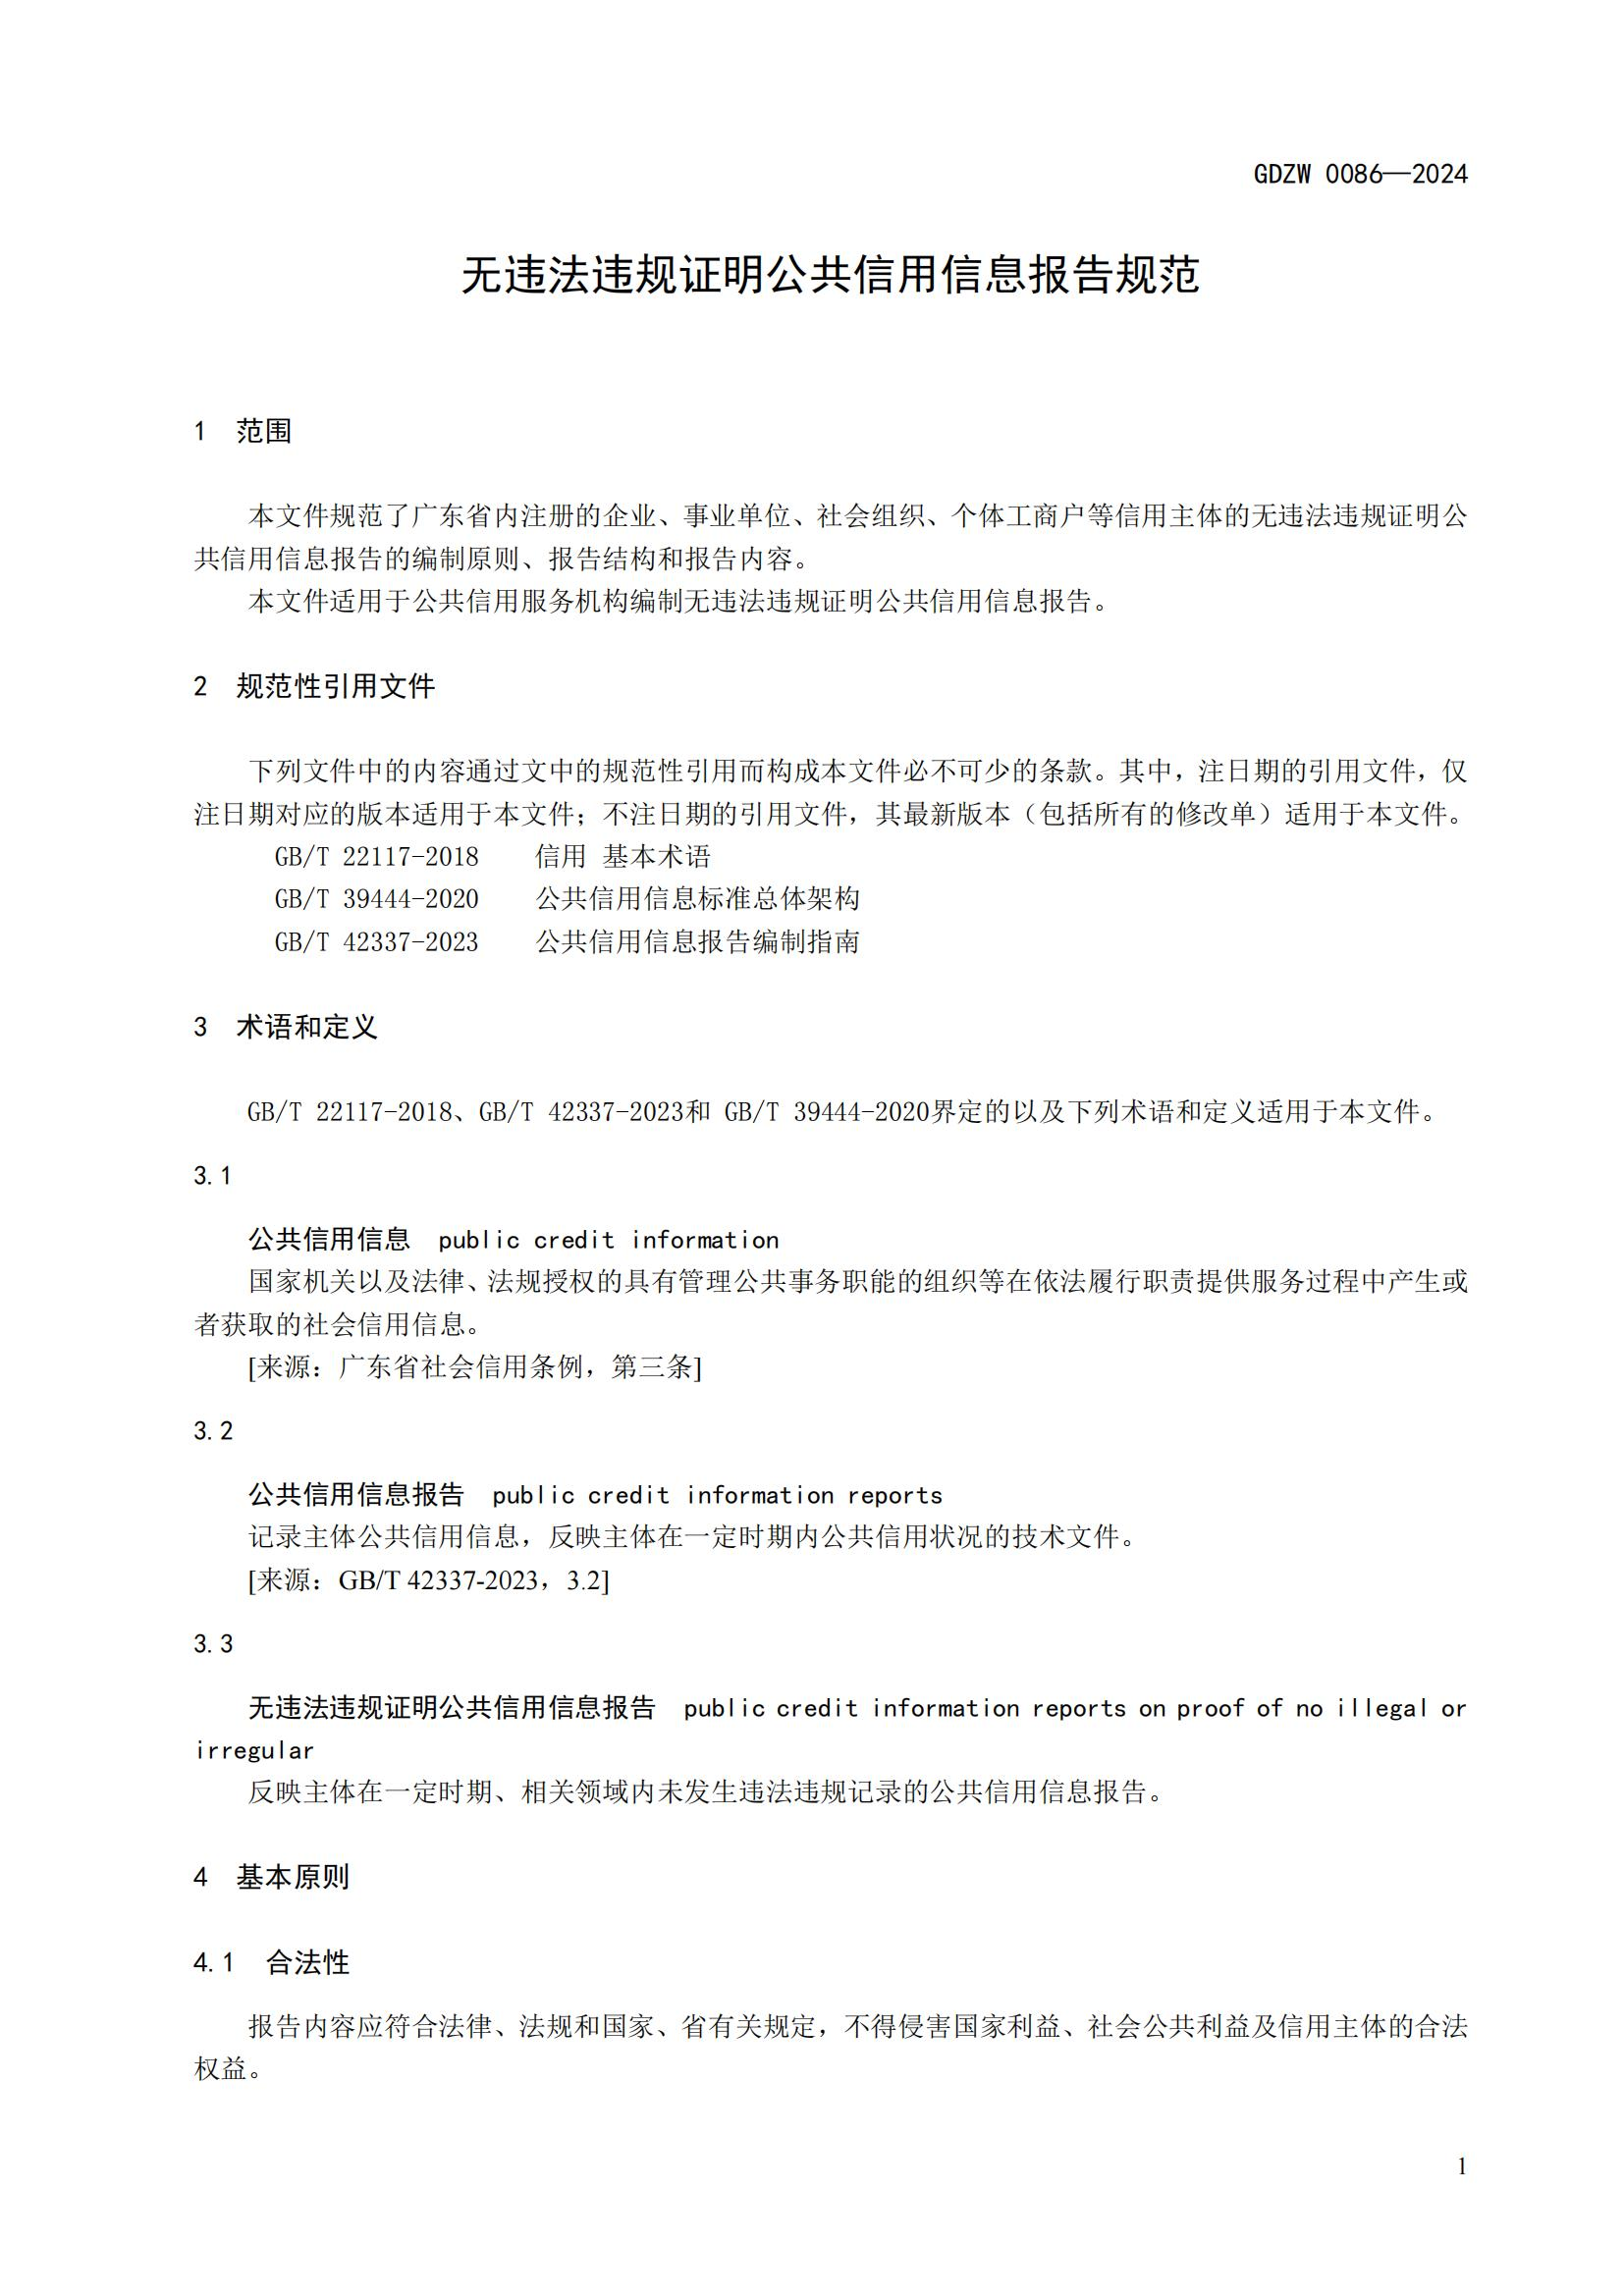 GDZW 0086—2024
无违法违规证明公共信用信息报告规范
1 范围
本文件规范了广东省内注册的企业、事业单位、社会组织、个体工商户等信用主体的无违法违规证明公
共信用信息报告的编制原则、报告结构和报告内容。
本文件适用于公共信用服务机构编制无违法违规证明公共信用信息报告。
2 规范性引用文件
下列文件中的内容通过文中的规范性引用而构成本文件必不可少的条款。其中，注日期的引用文件，仅
注日期对应的版本适用于本文件；不注日期的引用文件，其最新版本（包括所有的修改单）适用于本文件。
GB/T 22117-2018 信用 基本术语
GB/T 39444-2020 公共信用信息标准总体架构
GB/T 42337-2023 公共信用信息报告编制指南
3 术语和定义
GB/T 22117-2018、GB/T 42337-2023和 GB/T 39444-2020界定的以及下列术语和定义适用于本文件。
3.1
公共信用信息 public credit information
国家机关以及法律、法规授权的具有管理公共事务职能的组织等在依法履行职责提供服务过程中产生或
者获取的社会信用信息。
[来源：广东省社会信用条例，第三条]
3.2
公共信用信息报告 public credit information reports
记录主体公共信用信息，反映主体在一定时期内公共信用状况的技术文件。
[来源：GB/T 42337-2023，3.2]
3.3
无违法违规证明公共信用信息报告 public credit information reports on proof of no illegal or
irregular
反映主体在一定时期、相关领域内未发生违法违规记录的公共信用信息报告。
4 基本原则
4.1 合法性
报告内容应符合法律、法规和国家、省有关规定，不得侵害国家利益、社会公共利益及信用主体的合法
权益。
1